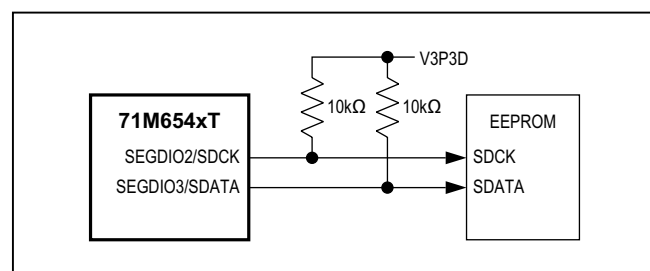 V3P3D
10kΩ
10kΩ
71M654xT
EEPROM
SEGDIO2/SDCK
SDCK
SEGDIO3/SDATA
SDATA